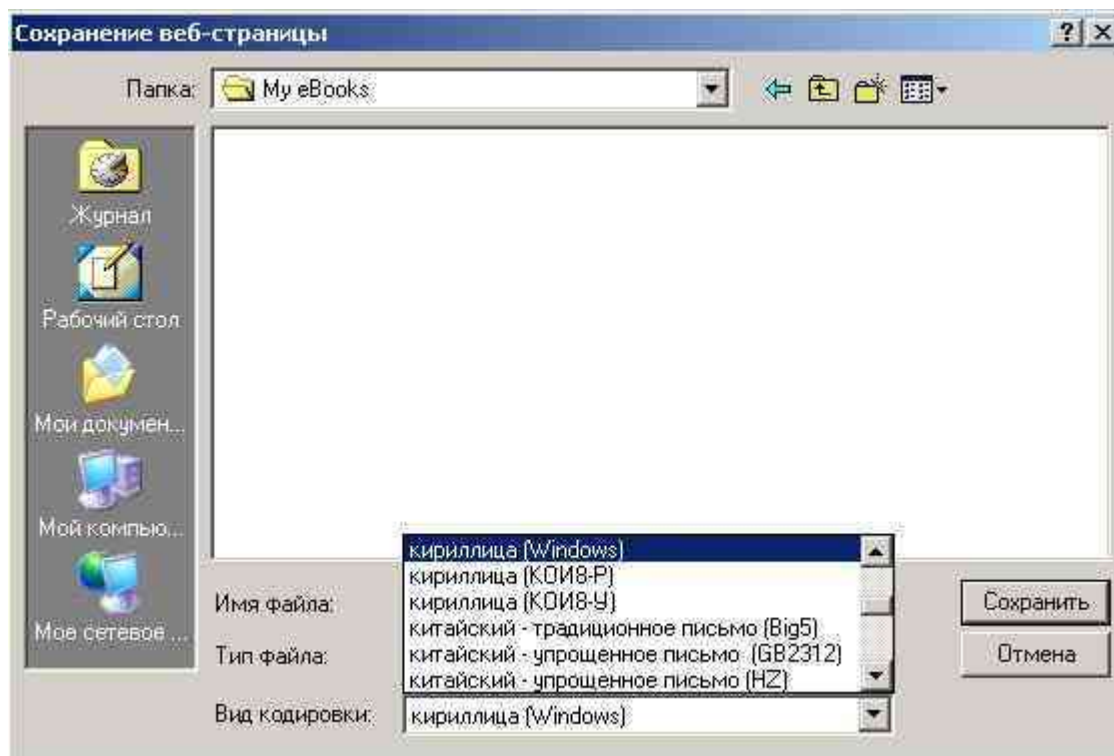 Сохранение веб-страницы
Папка:
My eBooks
Журнал
Рабочий стол
Мои докумен...
Мой компью...
Мое сетевое ...
кириллица (Windows)
кириллица (КОИ8-Р)
кириллица (КОИ8-У)
китайский - традиционное письмо (Big5)
китайский - упрощенное письмо (GB2312)
китайский - упрощенное письмо (HZ)
Имя файла:
Сохранить
Тип файла:
Отмена
Вид кодировки:
кириллица (Windows)